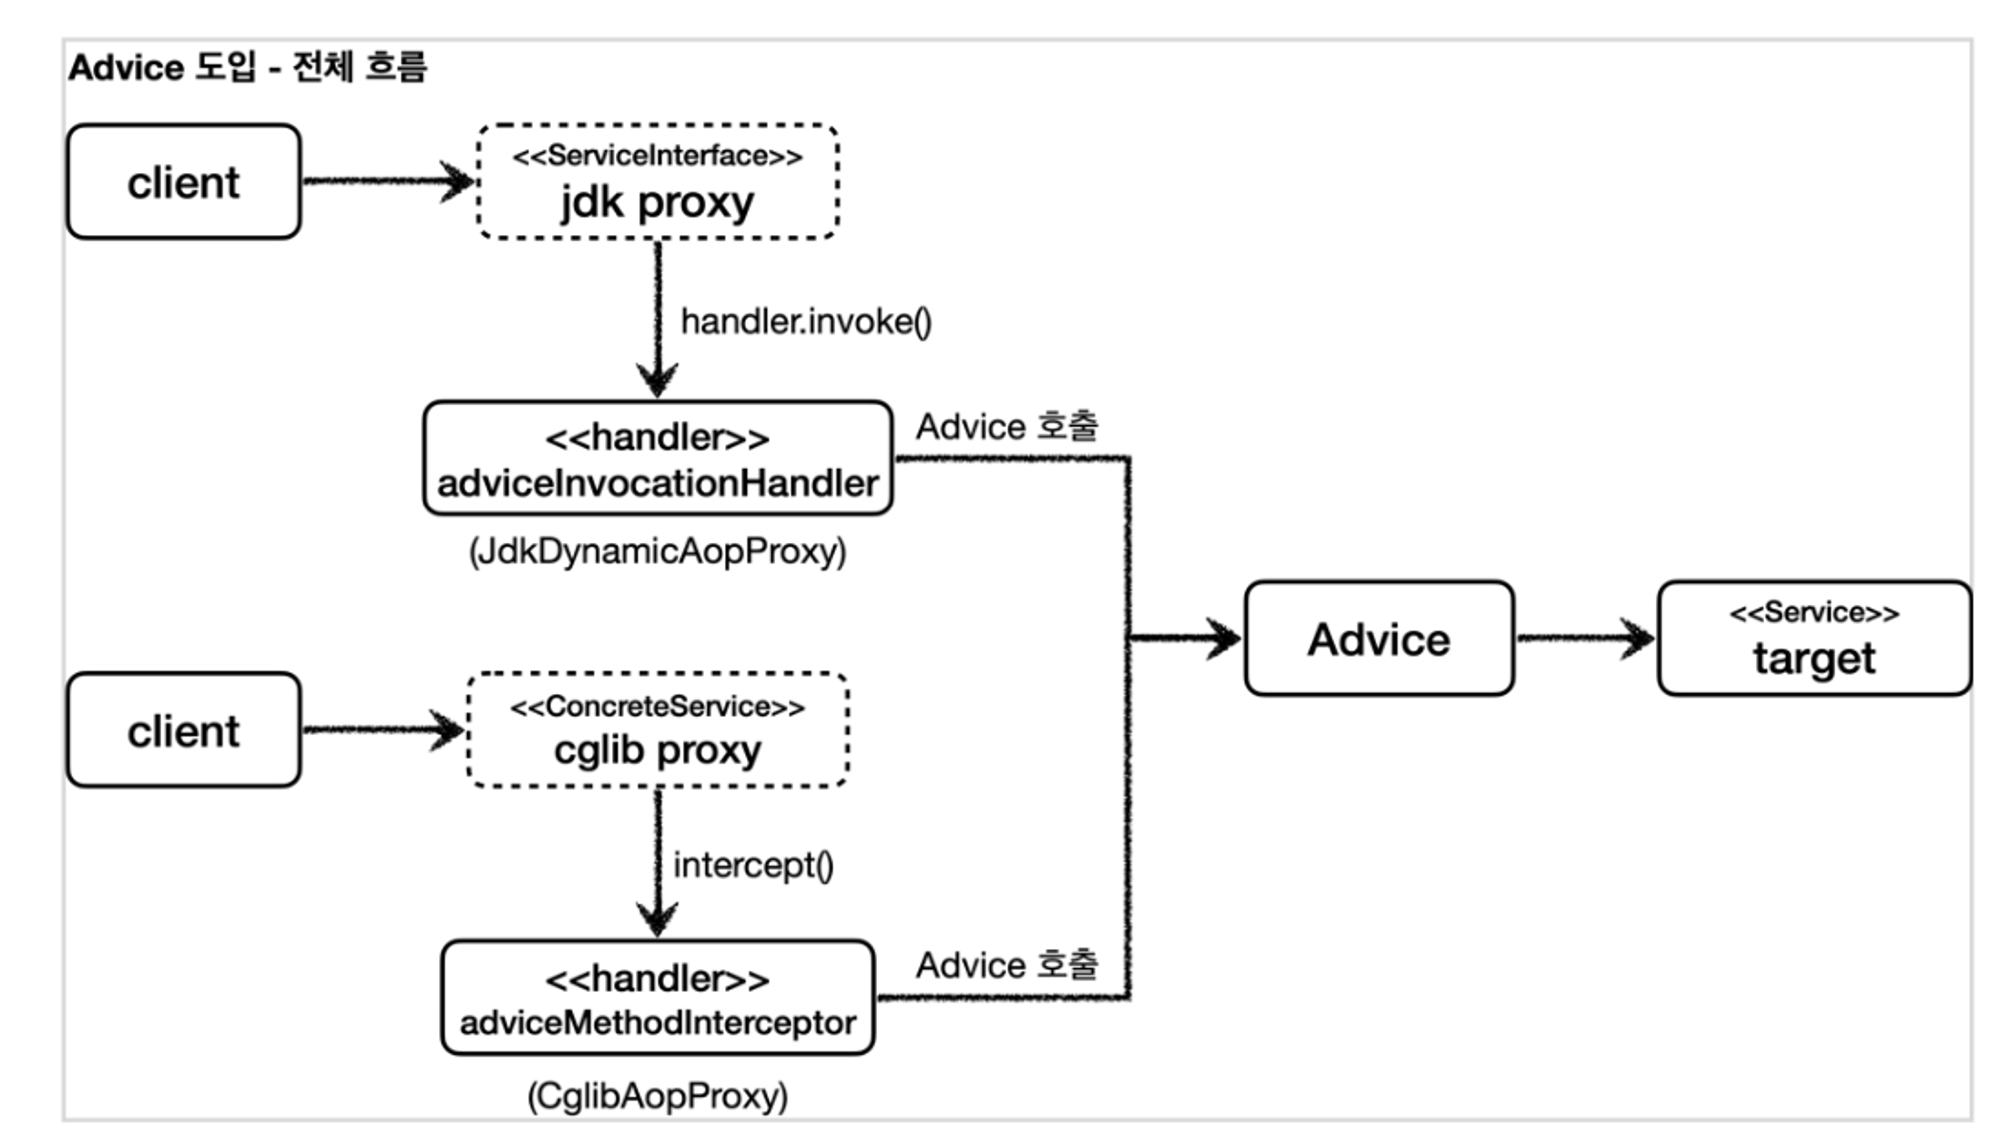 Advice 도입 - 전체 흐름
client
<<ServiceInterface>>
jdk proxy
handler.invoke()
<<handler>>
adviceInvocationHandler
(JdkDynamicAopProxy)
Advice 호출
client
<<ConcreteService>>
cglib proxy
intercept()
<<handler>>
adviceMethodInterceptor
(CglibAopProxy)
Advice 호출
Advice
<<Service>>
target